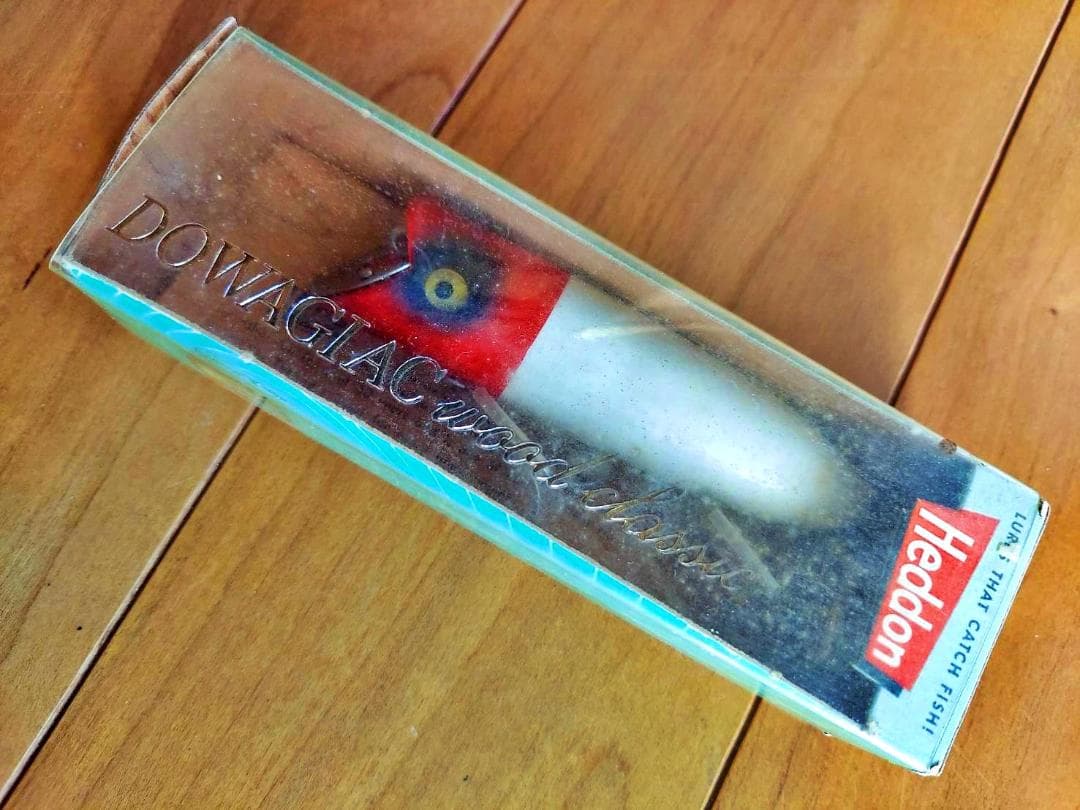 DOWAGIAC wood classic
Heddon
LURES THAT CATCH FISH!